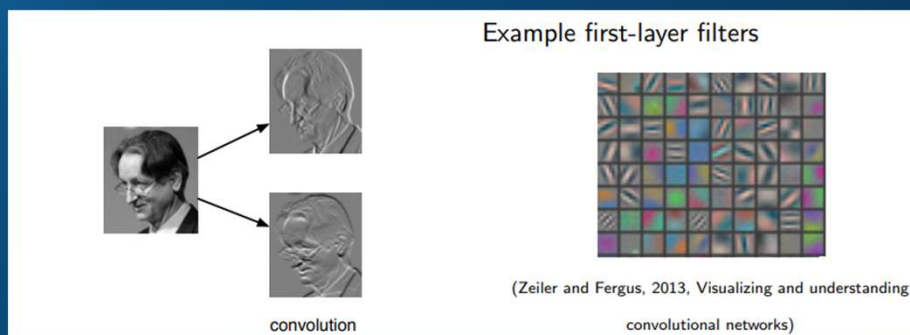 Example first-layer filters
convolution
(Zeiler and Fergus, 2013, Visualizing and understanding
convolutional networks)